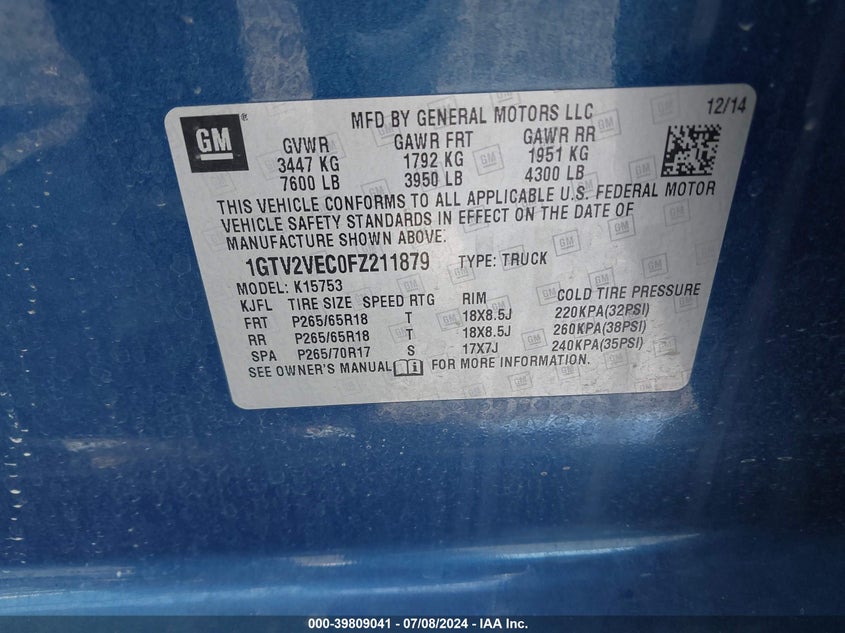 GM ®
MFD BY GENERAL MOTORS LLC 12/14
GVWR GAWR FRT GAWR RR
3447 KG 1792 KG 1951 KG
7600 LB 3950 LB 4300 LB
THIS VEHICLE CONFORMS TO ALL APPLICABLE U.S. FEDERAL MOTOR
VEHICLE SAFETY STANDARDS IN EFFECT ON THE DATE OF
MANUFACTURE SHOWN ABOVE.
1GTV2VEC0FZ211879 TYPE: TRUCK
MODEL: K15753
KJFL TIRE SIZE SPEED RTG RIM COLD TIRE PRESSURE
FRT P265/65R18 T 18X8.5J 220KPA(32PSI)
RR P265/65R18 T 18X8.5J 260KPA(38PSI)
SPA P265/70R17 S 17X7J 240KPA(35PSI)
SEE OWNER'S MANUAL FOR MORE INFORMATION.
000-39809041 - 07/08/2024 - IAA Inc.